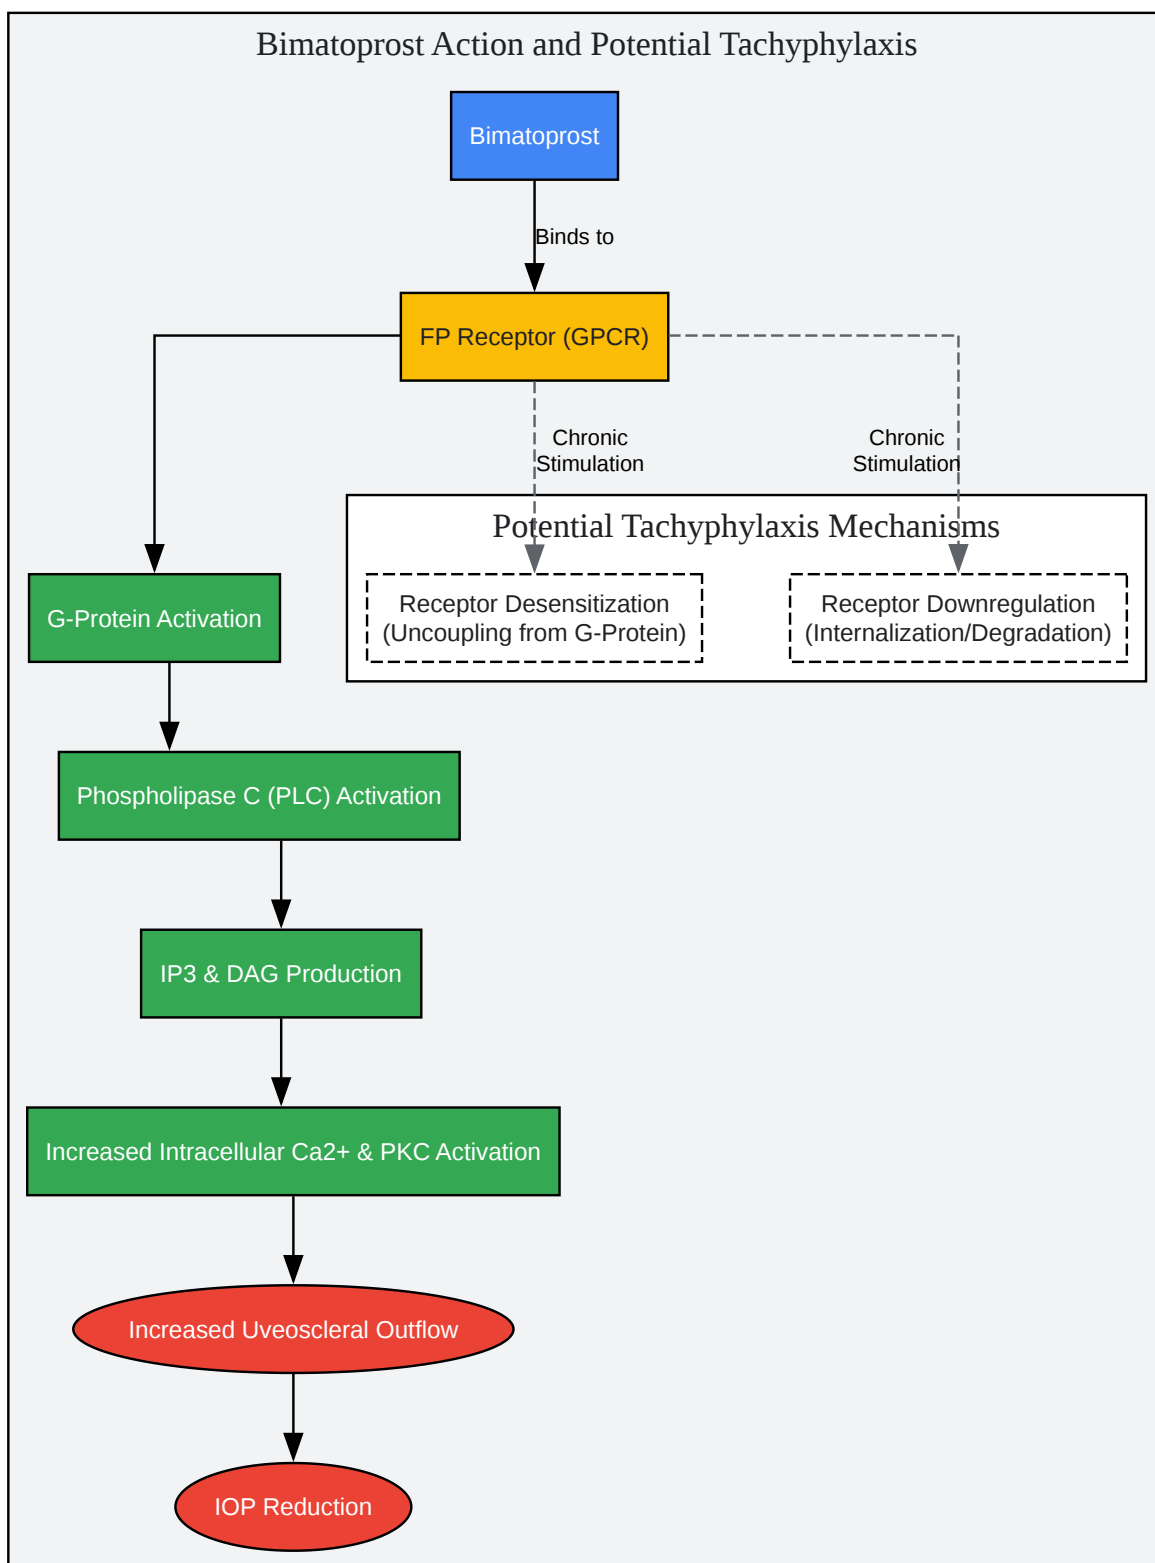 Bimatoprost Action and Potential Tachyphylaxis
Bimatoprost
Binds to
FP Receptor (GPCR)
Chronic
Stimulation
Chronic
Stimulation
Potential Tachyphylaxis Mechanisms
Receptor Desensitization
(Uncoupling from G-Protein)
Receptor Downregulation
(Internalization/Degradation)
G-Protein Activation
Phospholipase C (PLC) Activation
IP3 & DAG Production
Increased Intracellular Ca2+ & PKC Activation
Increased Uveoscleral Outflow
IOP Reduction